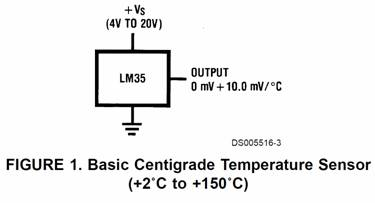 +VS
(4V TO 20V)
LM35
OUTPUT
0 mV + 10.0 mV/°C
DS005516-3
FIGURE 1. Basic Centigrade Temperature Sensor
(+2°C to +150°C)